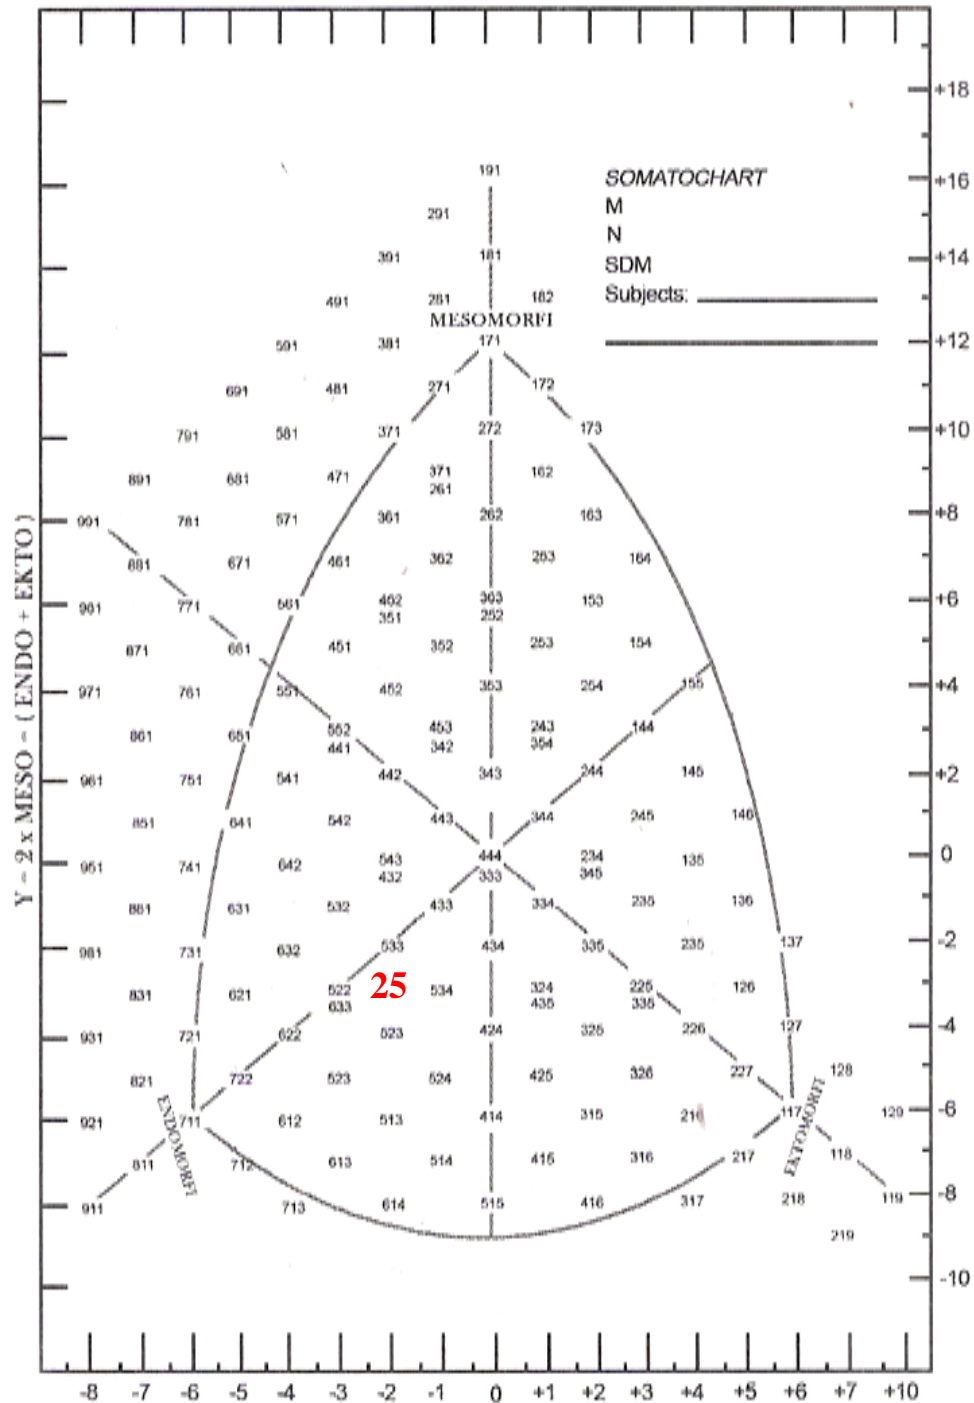 +18
191
SOMATOCHART
+16
M
291
N
391 181 +14
SDM
491 281 182 Subjects:
MESOMORFI
591 381 171 +12
691 481 271 172
791 581 371 272 173 +10
891 681 471 371 162
261
991 781 571 361 262 163 +8
881 671 461 362 263 164
981 771 561 462 363 153 +6
351 252
871 661 451 352 253 154
971 761 551 452 353 254 155 +4
861 651 552 453 243 144
441 342 354
961 751 541 442 343 244 145 +2
851 641 542 443 344 245 146
951 741 642 543 444 234 135 0
432 333 345
881 631 532 433 334 235 136
981 731 632 533 434 335 235 137 -2
831 621 522 25 534 324 225 126
633 435 335
931 721 622 523 424 325 226 127 -4
821 722 523 524 425 326 227 128
921 711 612 513 414 315 216 117 129 -6
811 712 613 514 415 316 217 118
911 713 614 515 416 317 218 119 -8
219
-10
-8 -7 -6 -5 -4 -3 -2 -1 0 +1 +2 +3 +4 +5 +6 +7 +10
Y - 2 x MESO - ( ENDO + EKTO )
ENDOMORFI
EKTOMORFI